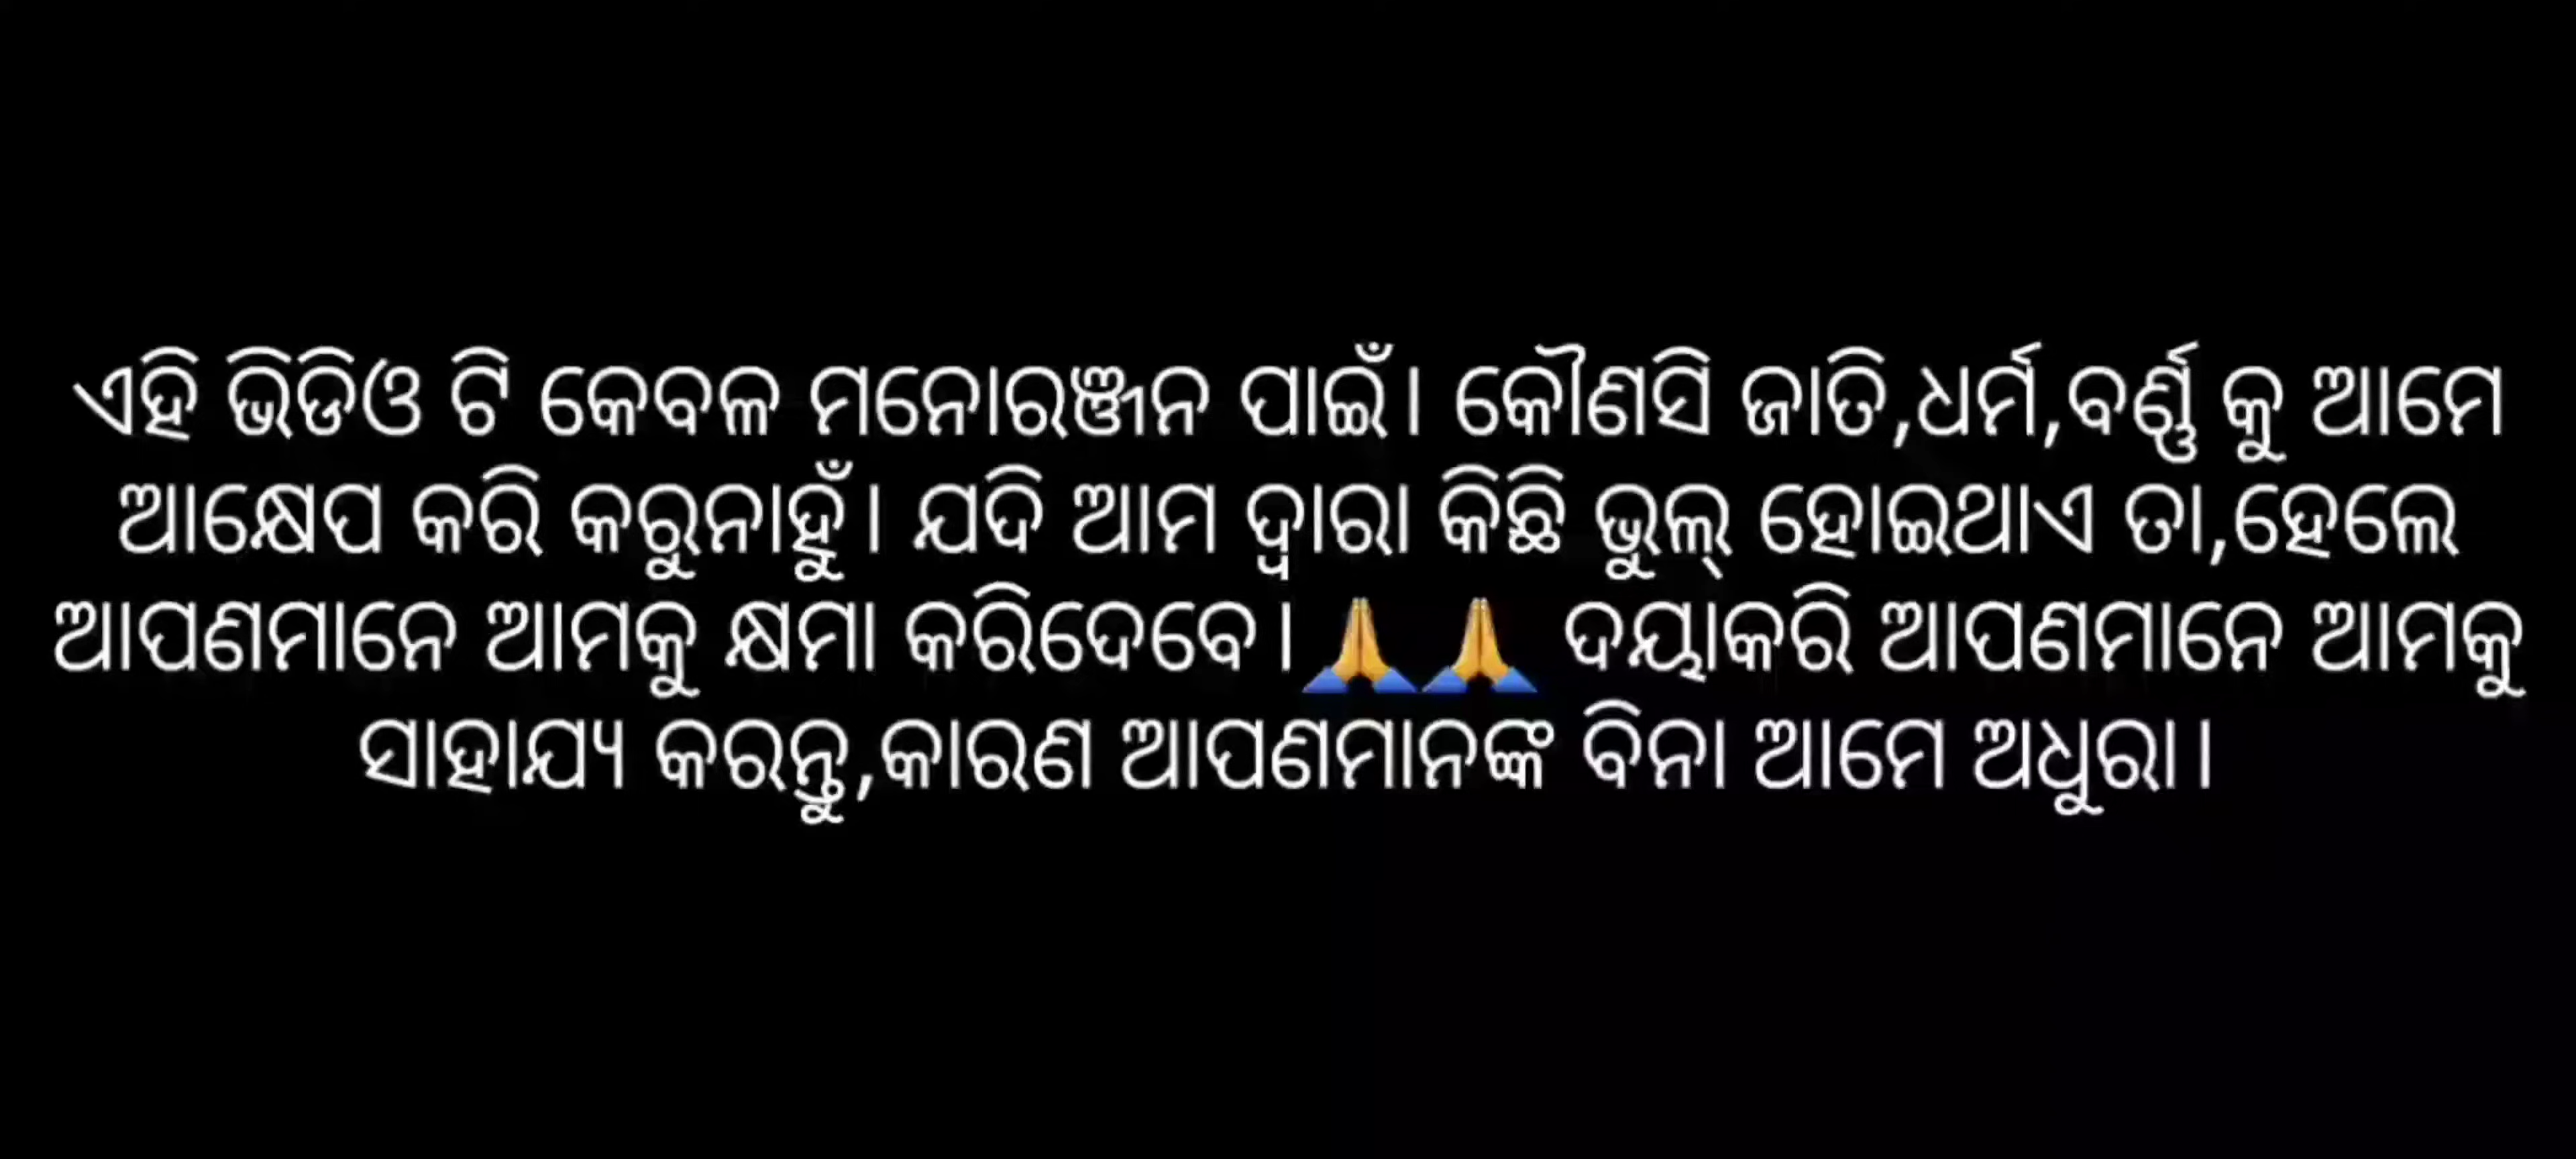 ଏହି ଭିଡିଓ ଟି କେବଳ ମନୋରଞ୍ଜନ ପାଇଁ। କୌଣସି ଜାତି,ଧର୍ମ,ବର୍ଣ୍ଣ କୁ ଆମେ
ଆକ୍ଷେପ କରି କରୁନାହୁଁ। ଯଦି ଆମ ଦ୍ୱାରା କିଛି ଭୁଲ୍ ହୋଇଥାଏ ତା,ହେଲେ
ଆପଣମାନେ ଆମକୁ କ୍ଷମା କରିଦେବେ।🙏🙏 ଦୟାକରି ଆପଣମାନେ ଆମକୁ
ସାହାଯ୍ୟ କରନ୍ତୁ,କାରଣ ଆପଣମାନଙ୍କ ବିନା ଆମେ ଅଧୁରା।